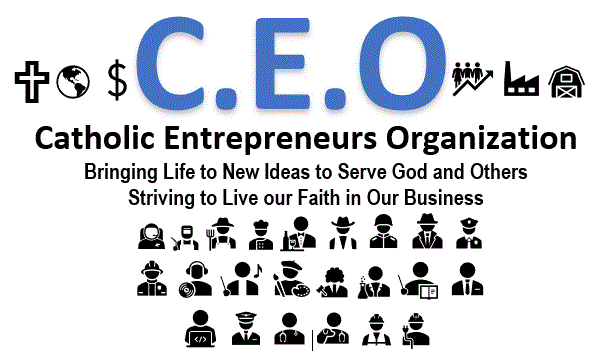 $ C.E.O
Catholic Entrepreneurs Organization
Bringing Life to New Ideas to Serve God and Others
Striving to Live our Faith in Our Business